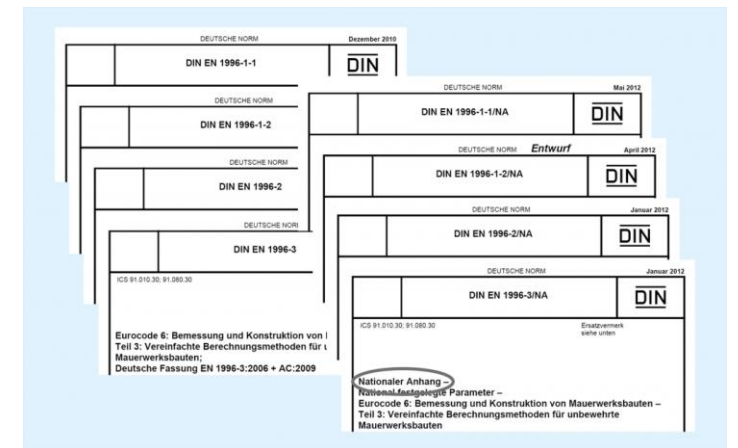 DEUTSCHE NORM Dezember 2010
DIN EN 1996-1-1 DIN
DEUTSCHE NORM
DIN EN 1996-1-2
DEUTSCHE NORM
DIN EN 1996-2
DEUTSCHE
DIN EN 1996-3
ICS 91.010.30; 91.080.30
Eurocode 6: Bemessung und Konstruktion von
Teil 3: Vereinfachte Berechnungsmethoden für
Mauerwerksbauten;
Deutsche Fassung EN 1996-3:2006 + AC:2009
DEUTSCHE NORM Mai 2012
DIN EN 1996-1-1/NA DIN
DEUTSCHE NORM Entwurf April 2012
DIN EN 1996-1-2/NA DIN
DEUTSCHE NORM Januar 2012
DIN EN 1996-2/NA DIN
DEUTSCHE NORM Januar 2012
DIN EN 1996-3/NA DIN
ICS 91.010.30; 91.080.30 Ersatzvermerk
siehe unten
Nationaler Anhang –
National festgelegte Parameter –
Eurocode 6: Bemessung und Konstruktion von Mauerwerksbauten –
Teil 3: Vereinfachte Berechnungsmethoden für unbewehrte
Mauerwerksbauten